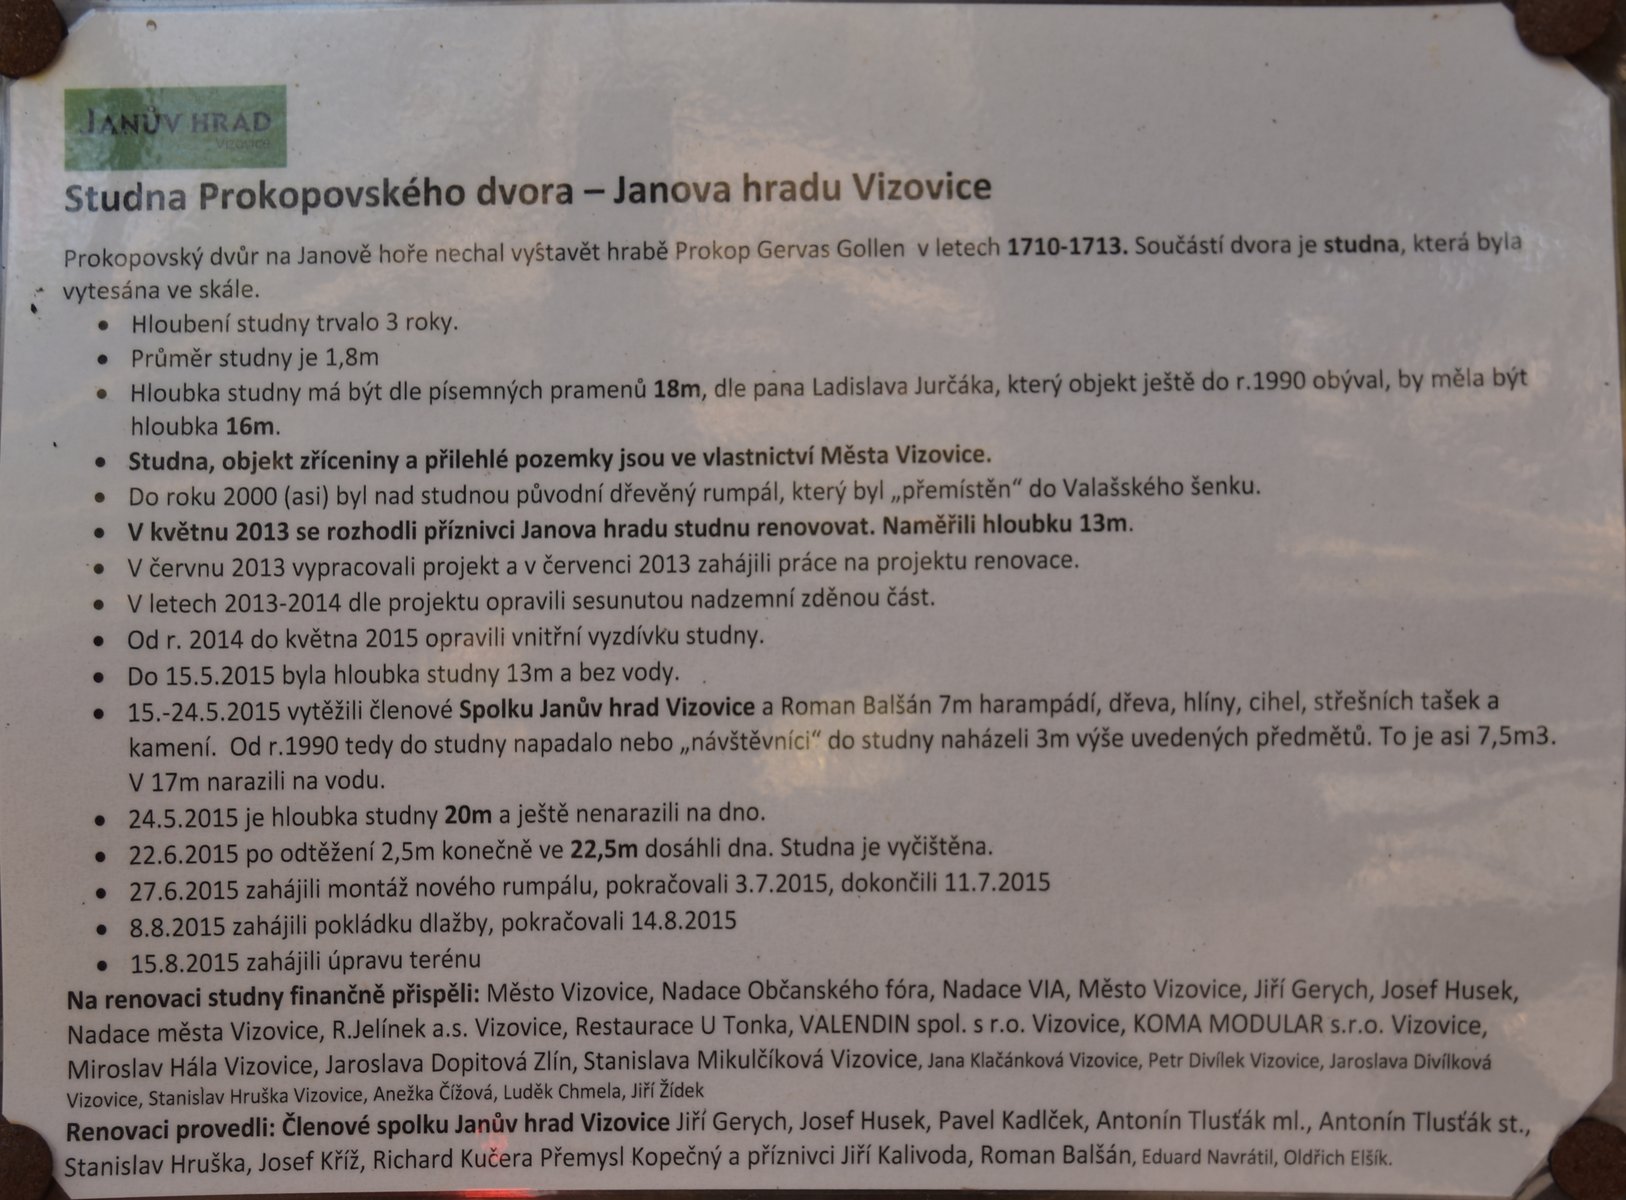 JANŮV HRAD
Vizovice
Studna Prokopovského dvora – Janova hradu Vizovice
Prokopovský dvůr na Janově hoře nechal vystavět hrabě Prokop Gervas Gollen v letech 1710-1713. Součástí dvora je studna, která byla
vytesána ve skále.
• Hloubení studny trvalo 3 roky.
• Průměr studny je 1,8m
• Hloubka studny má být dle písemných pramenů 18m, dle pana Ladislava Jurčáka, který objekt ještě do r.1990 obýval, by měla být
hloubka 16m.
• Studna, objekt zříceniny a přilehlé pozemky jsou ve vlastnictví Města Vizovice.
• Do roku 2000 (asi) byl nad studnou původní dřevěný rumpál, který byl „přemístěn“ do Valašského šenku.
• V květnu 2013 se rozhodli příznivci Janova hradu studnu renovovat. Naměřili hloubku 13m.
• V červnu 2013 vypracovali projekt a v červenci 2013 zahájili práce na projektu renovace.
• V letech 2013-2014 dle projektu opravili sesunutou nadzemní zděnou část.
• Od r. 2014 do května 2015 opravili vnitřní vyzdívku studny.
• Do 15.5.2015 byla hloubka studny 13m a bez vody.
• 15.-24.5.2015 vytěžili členové Spolku Janův hrad Vizovice a Roman Balšán 7m harampádí, dřeva, hlíny, cihel, střešních tašek a
kamení. Od r.1990 tedy do studny napadalo nebo „návštěvníci“ do studny naházeli 3m výše uvedených předmětů. To je asi 7,5m3.
V 17m narazili na vodu.
• 24.5.2015 je hloubka studny 20m a ještě nenarazili na dno.
• 22.6.2015 po odtěžení 2,5m konečně ve 22,5m dosáhli dna. Studna je vyčištěna.
• 27.6.2015 zahájili montáž nového rumpálu, pokračovali 3.7.2015, dokončili 11.7.2015
• 8.8.2015 zahájili pokládku dlažby, pokračovali 14.8.2015
• 15.8.2015 zahájili úpravu terénu
Na renovaci studny finančně přispěli: Město Vizovice, Nadace Občanského fóra, Nadace VIA, Město Vizovice, Jiří Gerych, Josef Husek,
Nadace města Vizovice, R.Jelínek a.s. Vizovice, Restaurace U Tonka, VALENDIN spol. s r.o. Vizovice, KOMA MODULAR s.r.o. Vizovice,
Miroslav Hála Vizovice, Jaroslava Dopitová Zlín, Stanislava Mikulčíková Vizovice, Jana Klačánková Vizovice, Petr Divílek Vizovice, Jaroslava Divílková
Vizovice, Stanislav Hruška Vizovice, Anežka Čížová, Luděk Chmela, Jiří Žídek
Renovaci provedli: Členové spolku Janův hrad Vizovice Jiří Gerych, Josef Husek, Pavel Kadlček, Antonín Tlusťák ml., Antonín Tlusťák st.,
Stanislav Hruška, Josef Kříž, Richard Kučera Přemysl Kopečný a příznivci Jiří Kalivoda, Roman Balšán, Eduard Navrátil, Oldřich Elšík.